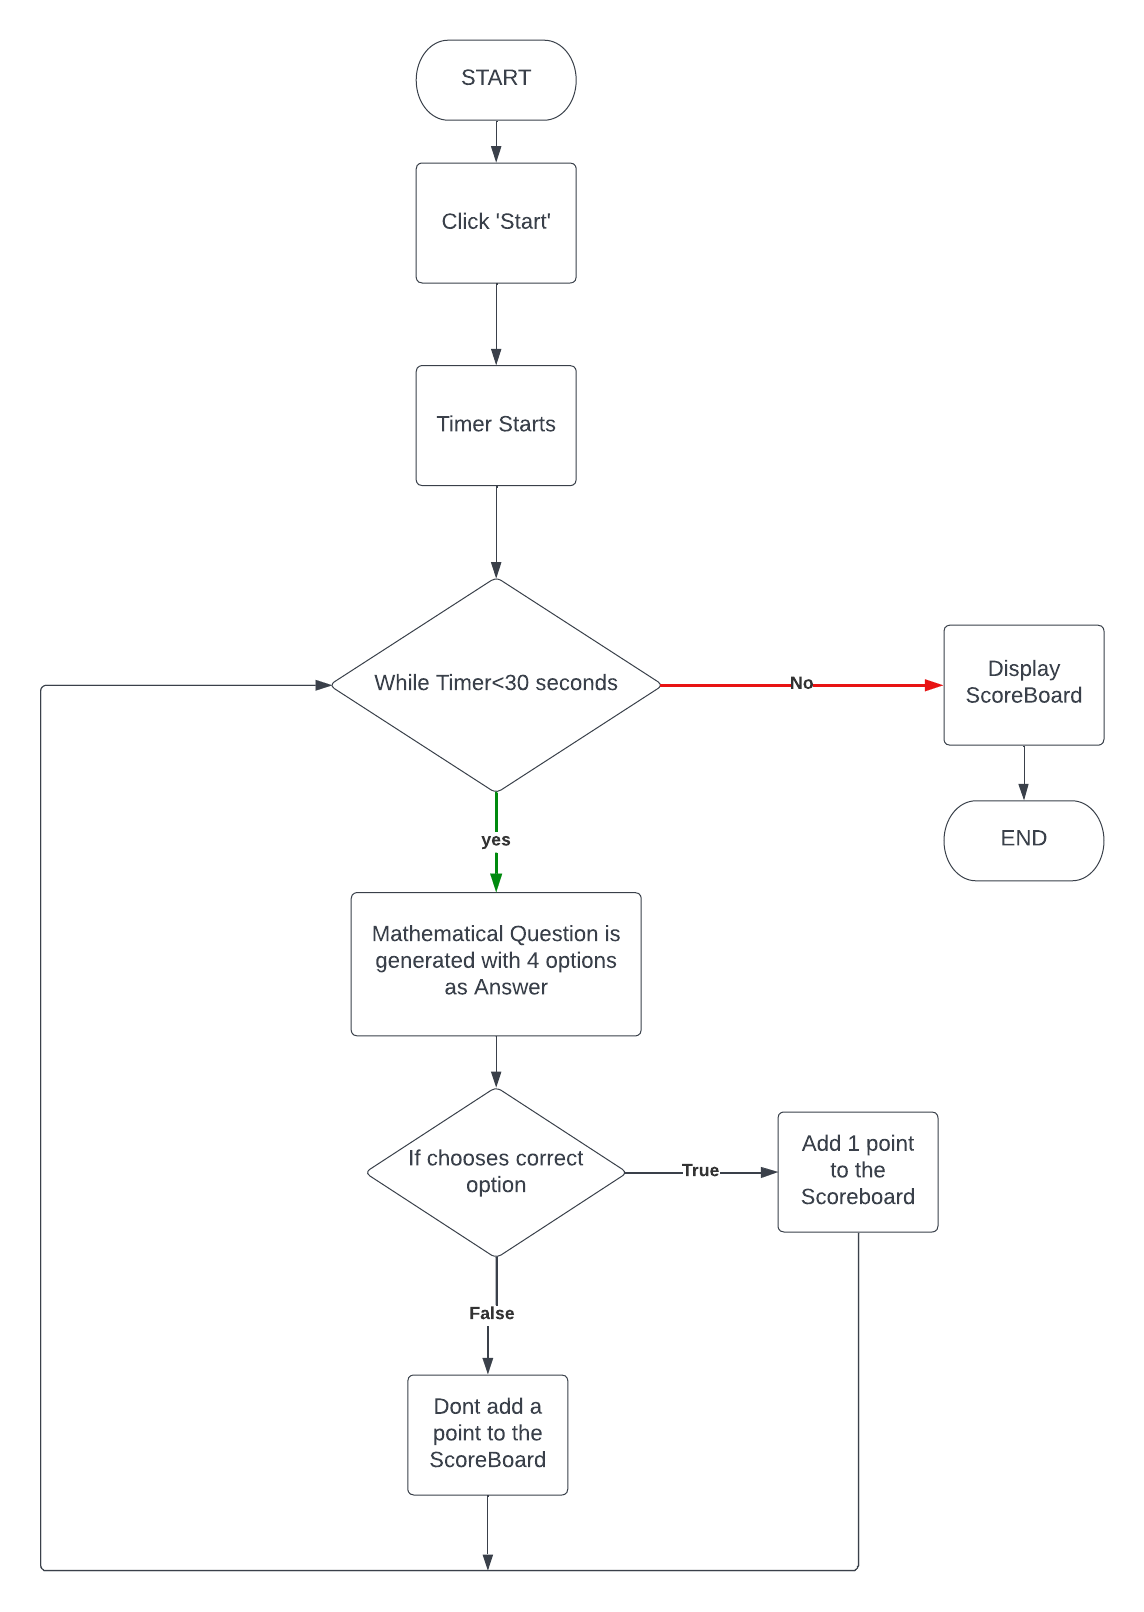 START
Click 'Start'
Timer Starts
While Timer<30 seconds
No
Display
ScoreBoard
END
yes
Mathematical Question is
generated with 4 options
as Answer
If chooses correct
option
True
Add 1 point
to the
Scoreboard
False
Dont add a
point to the
ScoreBoard